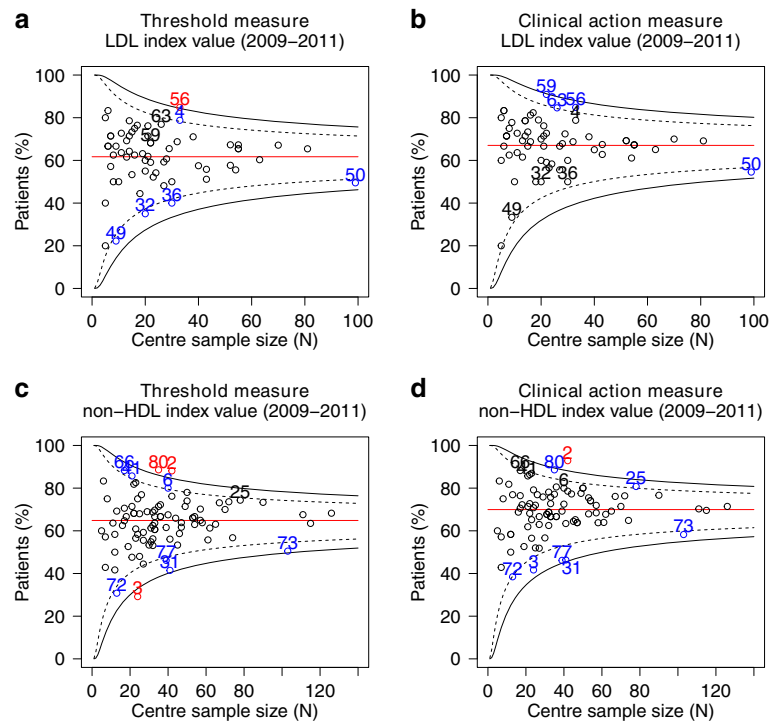 a
Threshold measure
LDL index value (2009–2011)
100
80
60
40
20
0
Patients (%)
56
4
63
59
50
36
32
49
0 20 40 60 80 100
Centre sample size (N)
b
Clinical action measure
LDL index value (2009–2011)
100
80
60
40
20
0
Patients (%)
59
63
56
4
32
36
50
49
0 20 40 60 80 100
Centre sample size (N)
c
Threshold measure
non−HDL index value (2009–2011)
100
80
60
40
20
0
Patients (%)
66
41
80
2
6
25
77
31
73
72
3
0 20 40 60 80 120
Centre sample size (N)
d
Clinical action measure
non−HDL index value (2009–2011)
100
80
60
40
20
0
Patients (%)
2
66
80
6
25
73
77
72
3
31
0 20 40 60 80 120
Centre sample size (N)